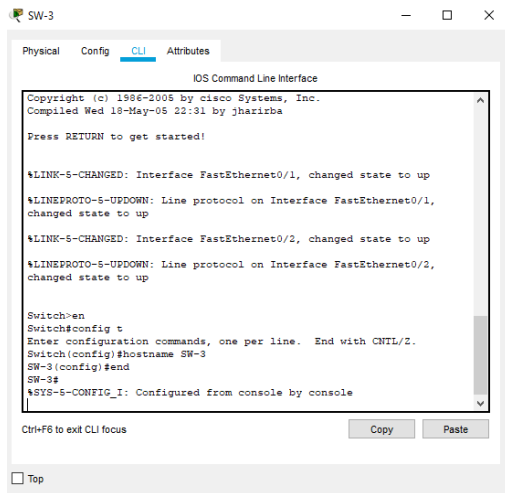 SW-3
Physical Config CLI Attributes
IOS Command Line Interface
Copyright (c) 1986-2005 by cisco Systems, Inc.
Compiled Wed 18-May-05 22:31 by jharirba
Press RETURN to get started!
%LINK-5-CHANGED: Interface FastEthernet0/1, changed state to up
%LINEPROTO-5-UPDOWN: Line protocol on Interface FastEthernet0/1,
changed state to up
%LINK-5-CHANGED: Interface FastEthernet0/2, changed state to up
%LINEPROTO-5-UPDOWN: Line protocol on Interface FastEthernet0/2,
changed state to up
Switch>en
Switch#config t
Enter configuration commands, one per line.  End with CNTL/Z.
Switch(config)#hostname SW-3
SW-3(config)#end
SW-3#
%SYS-5-CONFIG_I: Configured from console by console
Ctrl+F6 to exit CLI focus
Copy Paste
Top